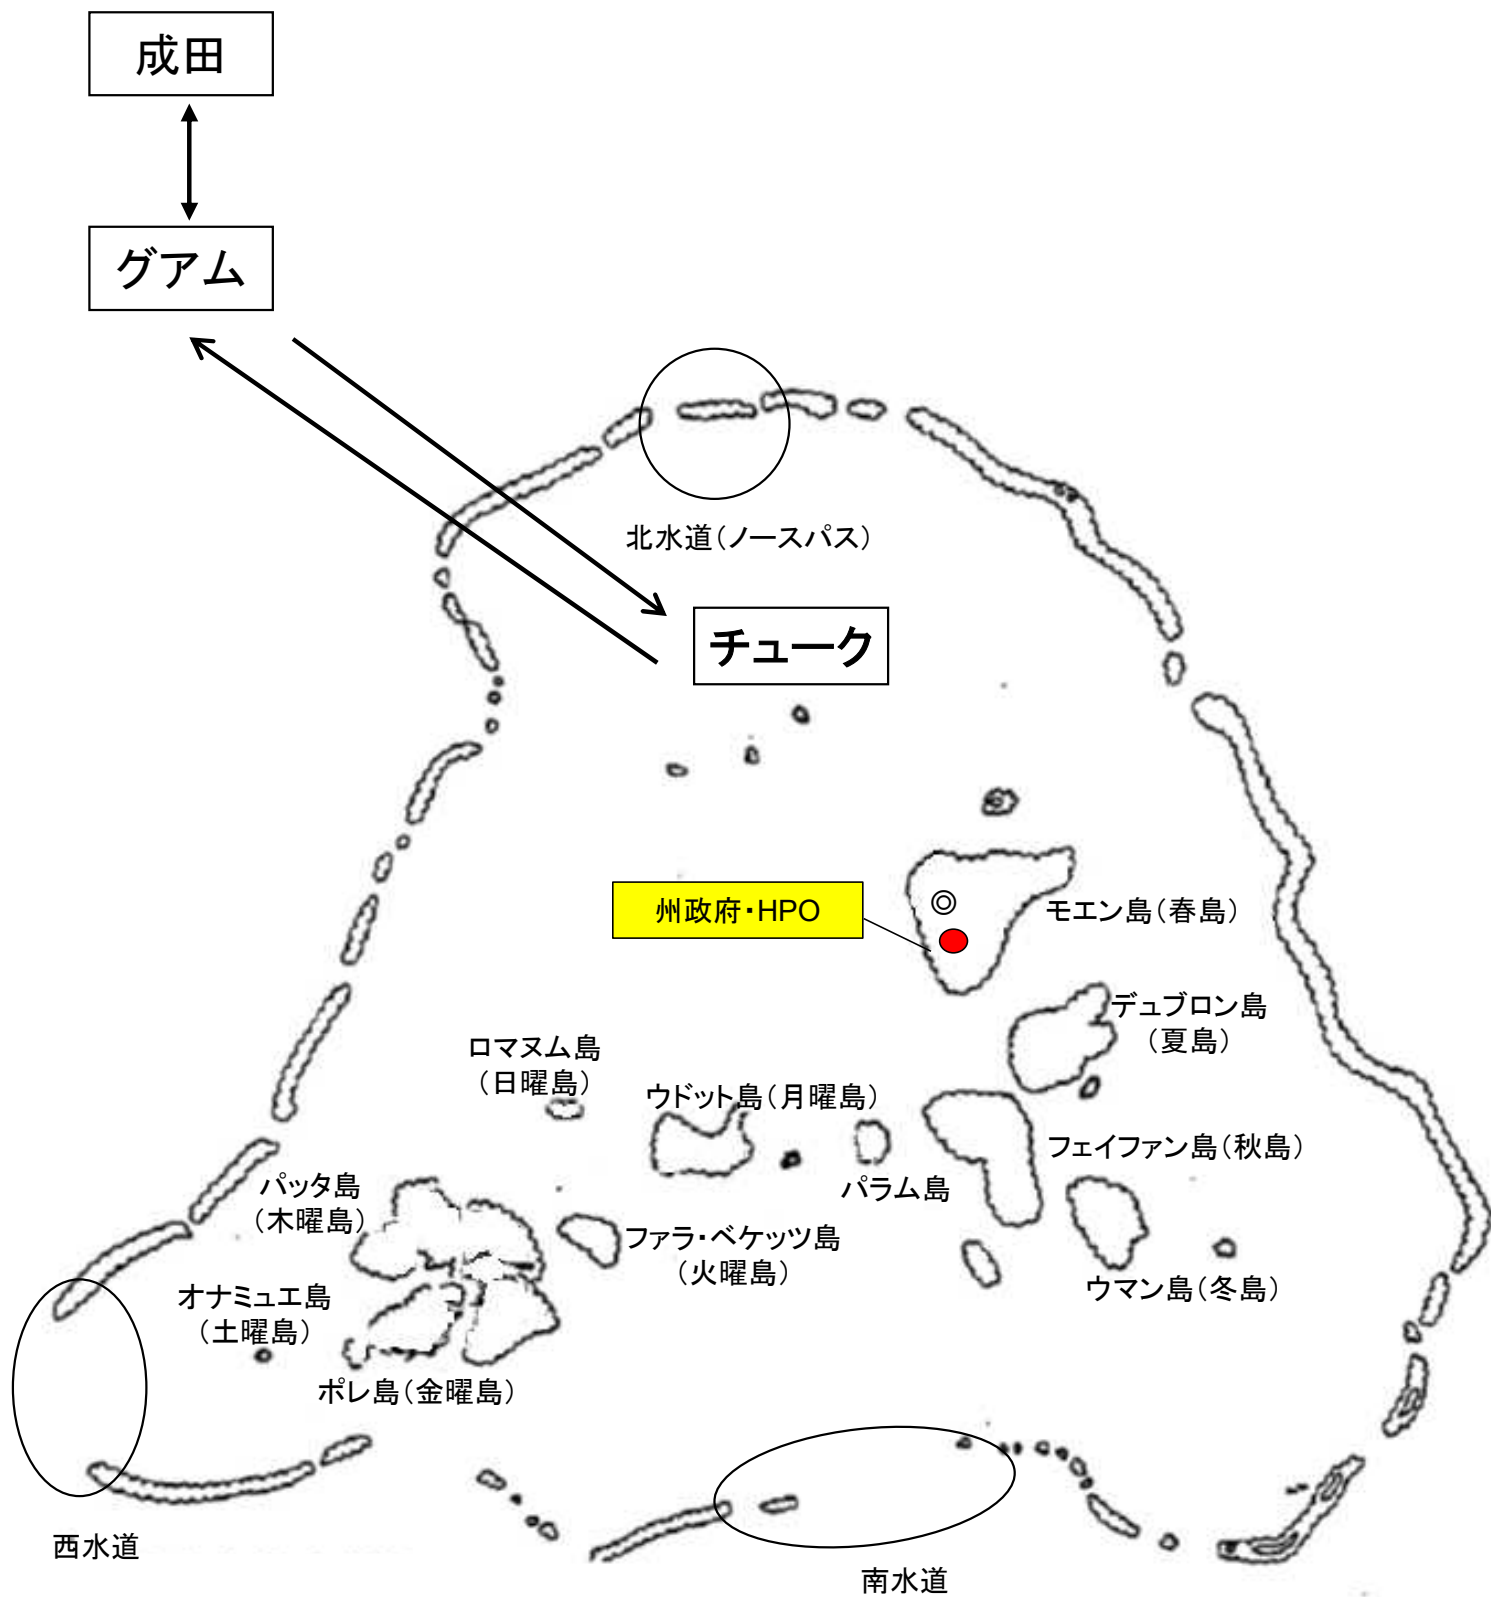 成田
グアム
北水道（ノースパス）
チューク
州政府・HPO
モエン島（春島）
デュブロン島
（夏島）
ロマヌム島
（日曜島）
ウドット島（月曜島）
フェイファン島（秋島）
パラム島
パッタ島
（木曜島）
ファラ・ベケッツ島
（火曜島）
ウマン島（冬島）
オナミュエ島
（土曜島）
ポレ島（金曜島）
西水道
南水道